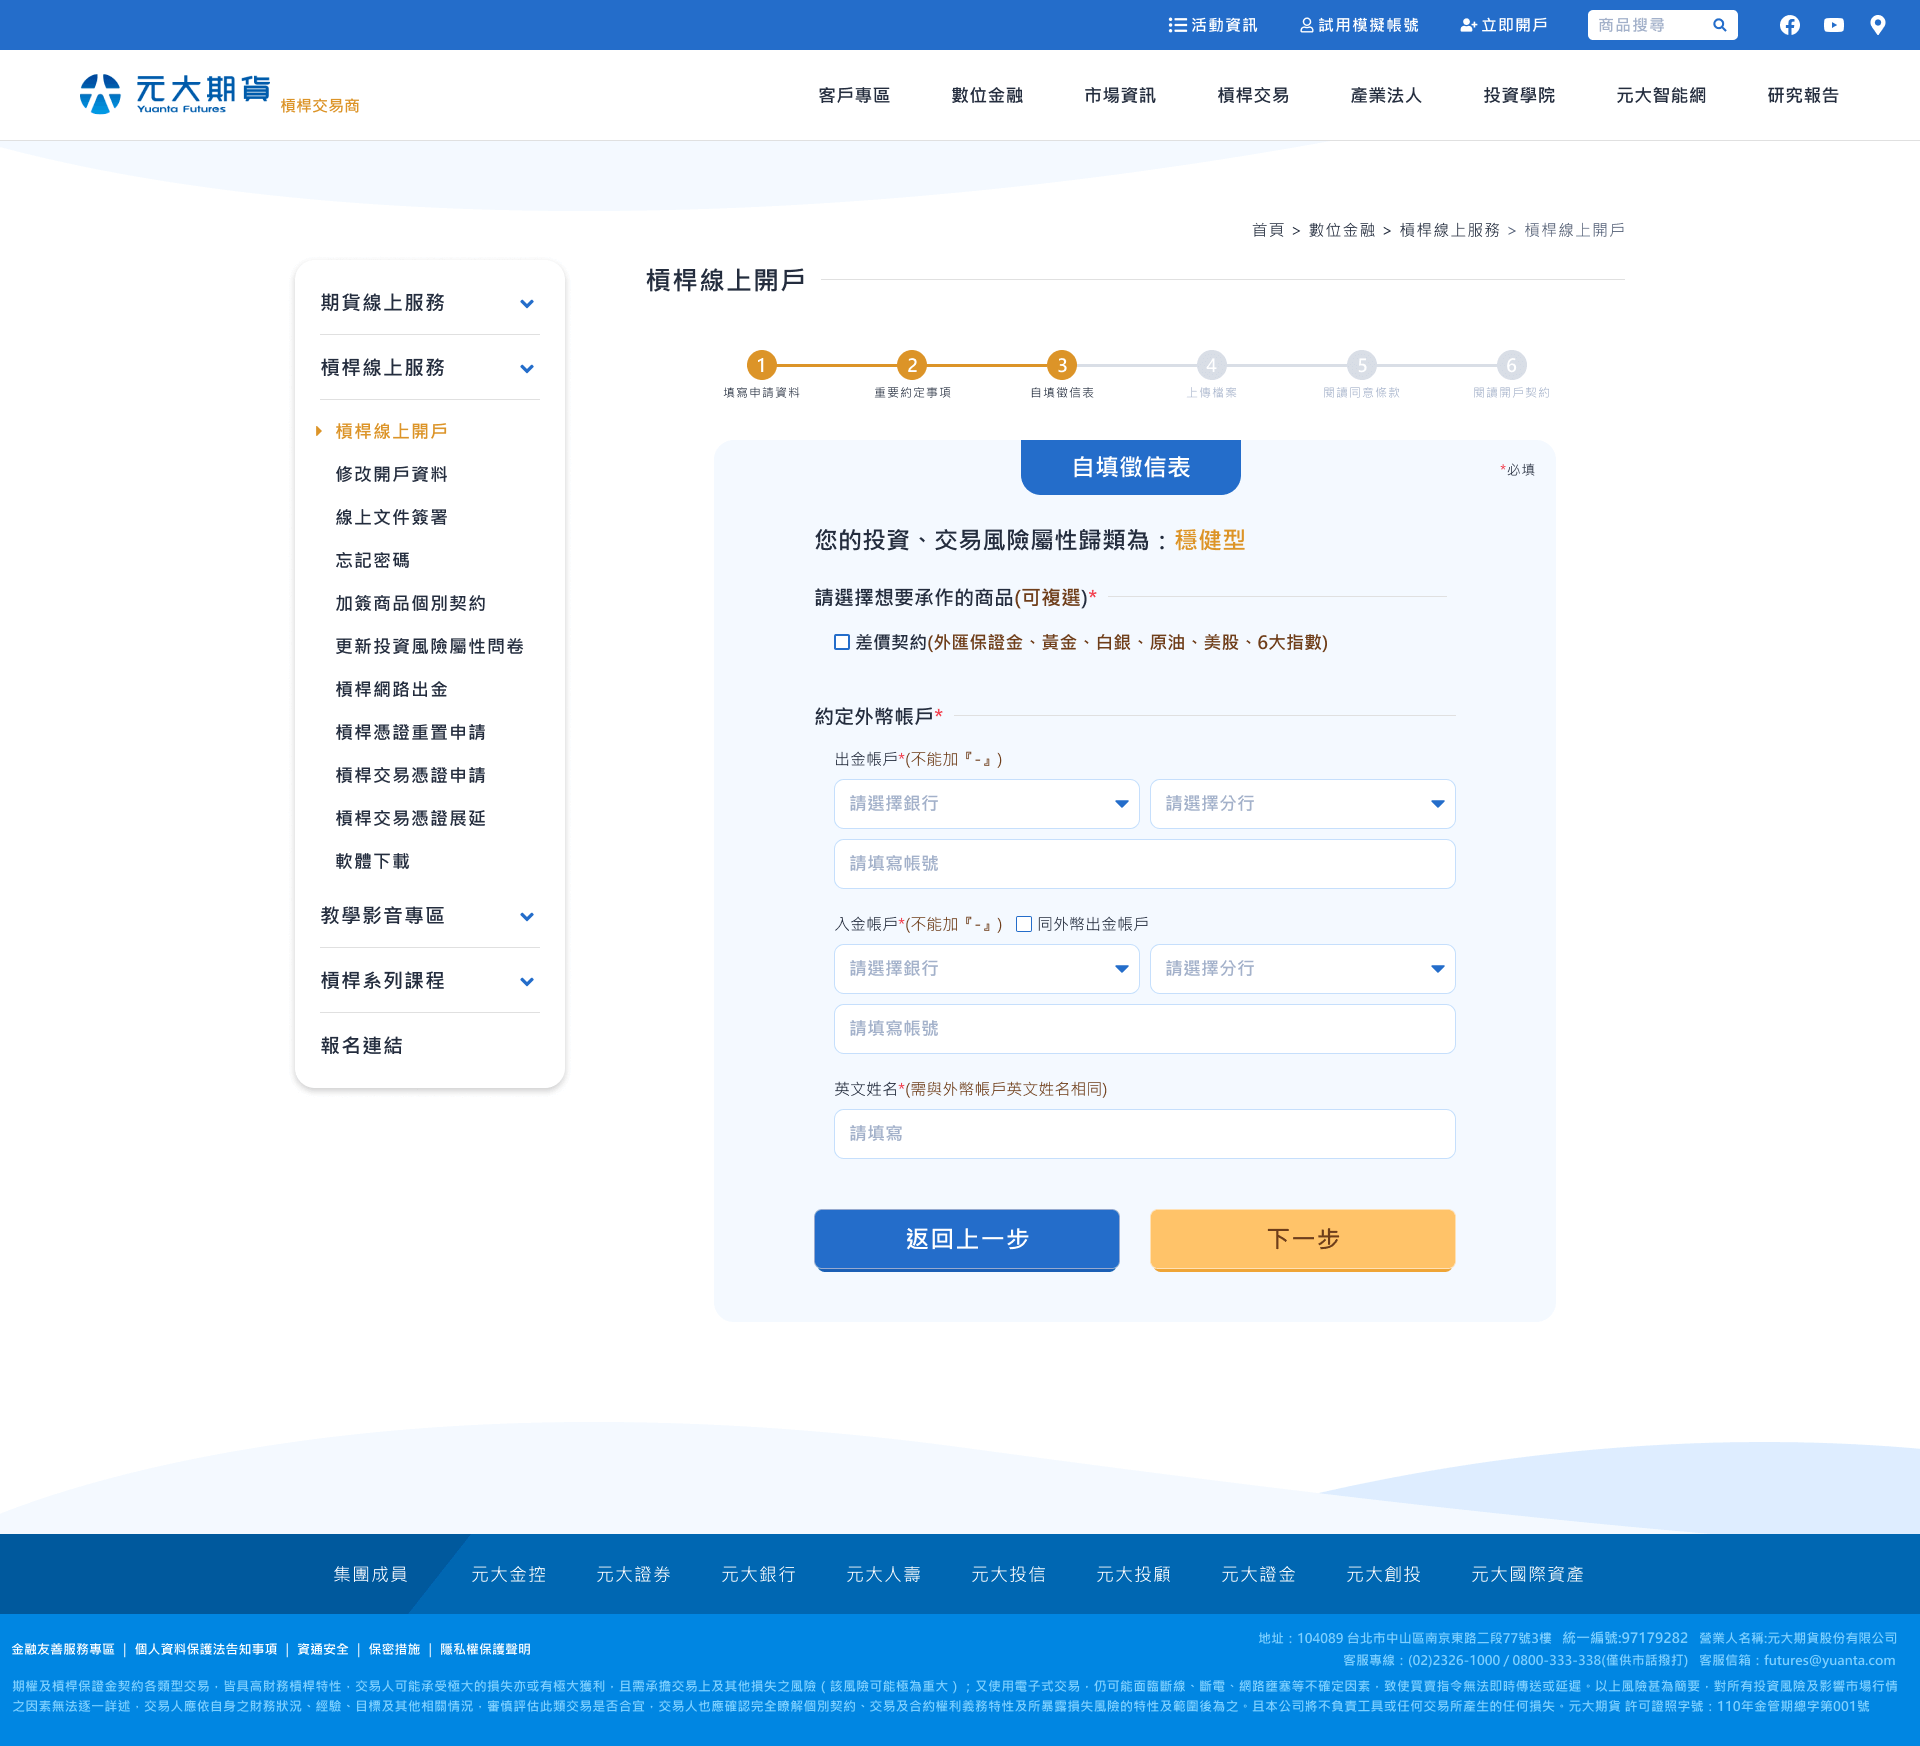 活動資訊
試用模擬帳號
立即開戶
商品搜尋
元大期貨
Yuanta Futures
槓桿交易商
客戶專區
數位金融
市場資訊
槓桿交易
產業法人
投資學院
元大智能網
研究報告
首頁 > 數位金融 > 槓桿線上服務 > 槓桿線上開戶
期貨線上服務
槓桿線上服務
槓桿線上開戶
修改開戶資料
線上文件簽署
忘記密碼
加簽商品個別契約
更新投資風險屬性問卷
槓桿網路出金
槓桿憑證重置申請
槓桿交易憑證申請
槓桿交易憑證展延
軟體下載
教學影音專區
槓桿系列課程
報名連結
槓桿線上開戶
1 2 3 4 5 6
填寫申請資料 重要約定事項 自填徵信表 上傳檔案 閱讀同意條款 閱讀開戶契約
自填徵信表
*必填
您的投資、交易風險屬性歸類為：穩健型
請選擇想要承作的商品(可複選)*
差價契約(外匯保證金、黃金、白銀、原油、美股、6大指數)
約定外幣帳戶*
出金帳戶*(不能加『-』)
請選擇銀行
請選擇分行
請填寫帳號
入金帳戶*(不能加『-』) 同外幣出金帳戶
請選擇銀行
請選擇分行
請填寫帳號
英文姓名*(需與外幣帳戶英文姓名相同)
請填寫
返回上一步
下一步
集團成員 元大金控 元大證券 元大銀行 元大人壽 元大投信 元大投顧 元大證金 元大創投 元大國際資產
金融友善服務專區 | 個人資料保護法告知事項 | 資通安全 | 保密措施 | 隱私權保護聲明
地址：104089 台北市中山區南京東路二段77號3樓 統一編號:97179282 營業人名稱:元大期貨股份有限公司
客服專線：(02)2326-1000 / 0800-333-338(僅供市話撥打) 客服信箱：futures@yuanta.com
期權及槓桿保證金契約各類型交易，皆具高財務槓桿特性，交易人可能承受極大的損失亦或有極大獲利，且需承擔交易上及其他損失之風險（該風險可能極為重大）；又使用電子式交易，仍可能面臨斷線、斷電、網路壅塞等不確定因素，致使買賣指令無法即時傳送或延遲。以上風險甚為簡要，對所有投資風險及影響市場行情
之因素無法逐一詳述，交易人應依自身之財務狀況、經驗、目標及其他相關情況，審慎評估此類交易是否合宜，交易人也應確認完全瞭解個別契約、交易及合約權利義務特性及所暴露損失風險的特性及範圍後為之。且本公司將不負責工具或任何交易所產生的任何損失。元大期貨 許可證照字號：110年金管期總字第001號